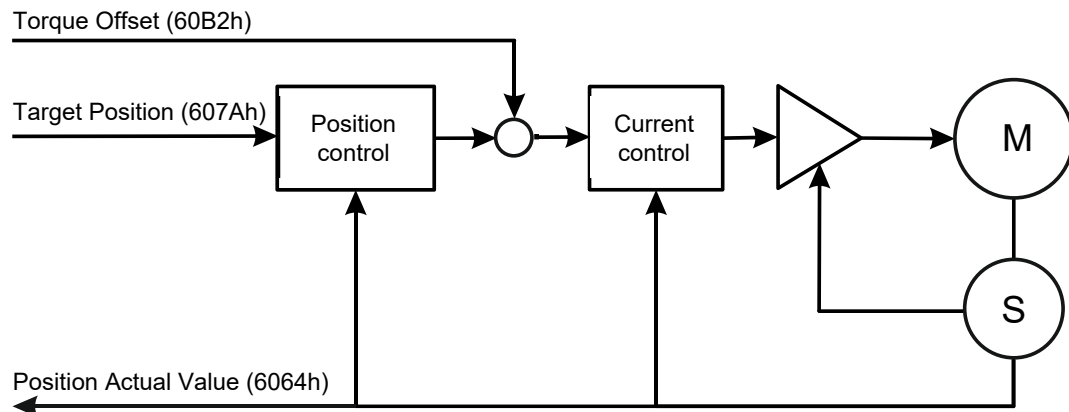 Torque Offset (60B2h)
Target Position (607Ah)
Position
control
Current
control
M
S
Position Actual Value (6064h)